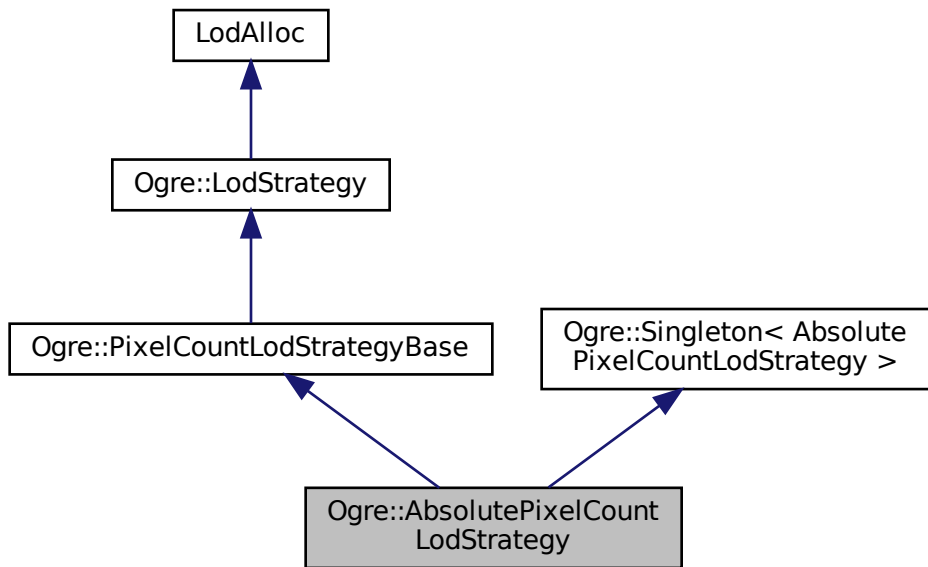 LodAlloc
Ogre::LodStrategy
Ogre::PixelCountLodStrategyBase
Ogre::Singleton< Absolute
PixelCountLodStrategy >
Ogre::AbsolutePixelCount
LodStrategy